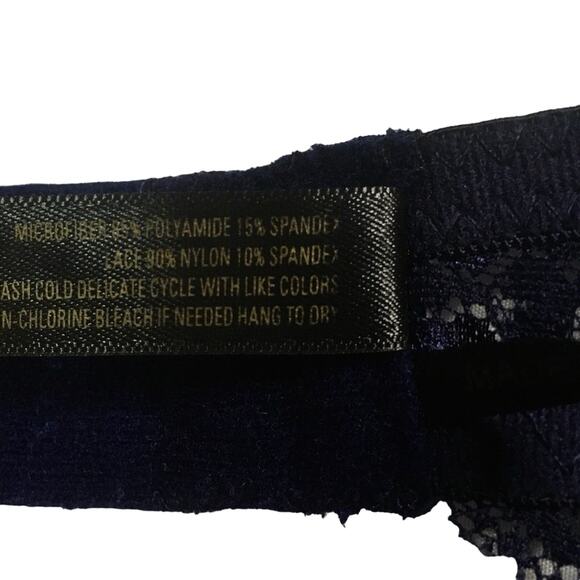 MICROFIBER 85% POLYAMIDE 15% SPANDEX
LACE 90% NYLON 10% SPANDEX
ASH COLD DELICATE CYCLE WITH LIKE COLORS
N-CHLORINE BLEACH IF NEEDED HANG TO DRY